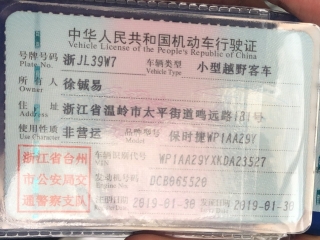 中华人民共和国机动车行驶证
Vehicle License of the People's Republic of China
号牌号码 浙JL39W7 车辆类型 小型越野客车
Plate No. Vehicle Type
所有人 徐铖易
Owner
住址 浙江省温岭市太平街道鸣远路181号
Address
使用性质 非营运 品牌型号 保时捷WP1AA29Y
Use Character Model
浙江省台州 车辆识别代号 WP1AA29YXKDA23527
VIN
市公安局交 发动机号码 DCB865520
Engine No.
通警察支队 注册日期 2019-01-30 发证日期 2019-01-30